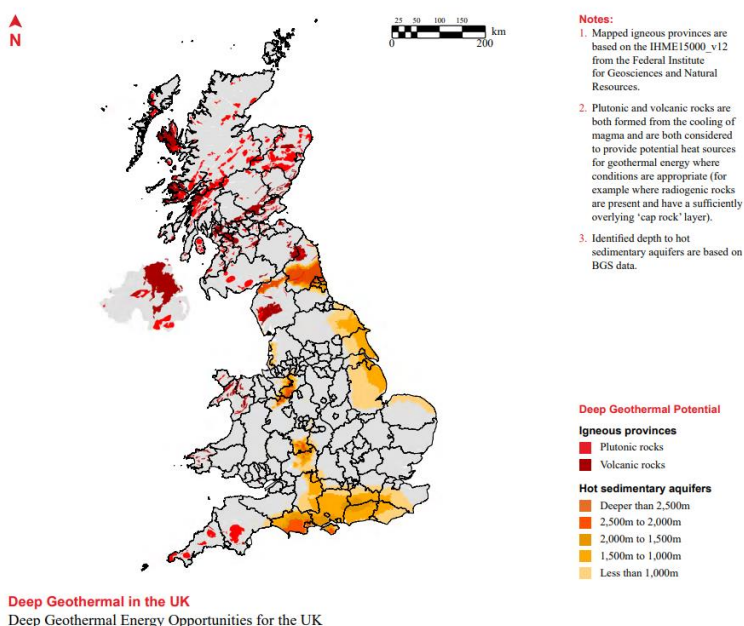 N
25 50 100 150
km
0 200
Notes:
1. Mapped igneous provinces are
based on the IHME15000_v12
from the Federal Institute
for Geosciences and Natural
Resources.
2. Plutonic and volcanic rocks are
both formed from the cooling of
magma and are both considered
to provide potential heat sources
for geothermal energy where
conditions are appropriate (for
example where radiogenic rocks
are present and have a sufficiently
overlying ‘cap rock’ layer).
3. Identified depth to hot
sedimentary aquifers are based on
BGS data.
Deep Geothermal Potential
Igneous provinces
Plutonic rocks
Volcanic rocks
Hot sedimentary aquifers
Deeper than 2,500m
2,500m to 2,000m
2,000m to 1,500m
1,500m to 1,000m
Less than 1,000m
Deep Geothermal in the UK
Deep Geothermal Energy Opportunities for the UK